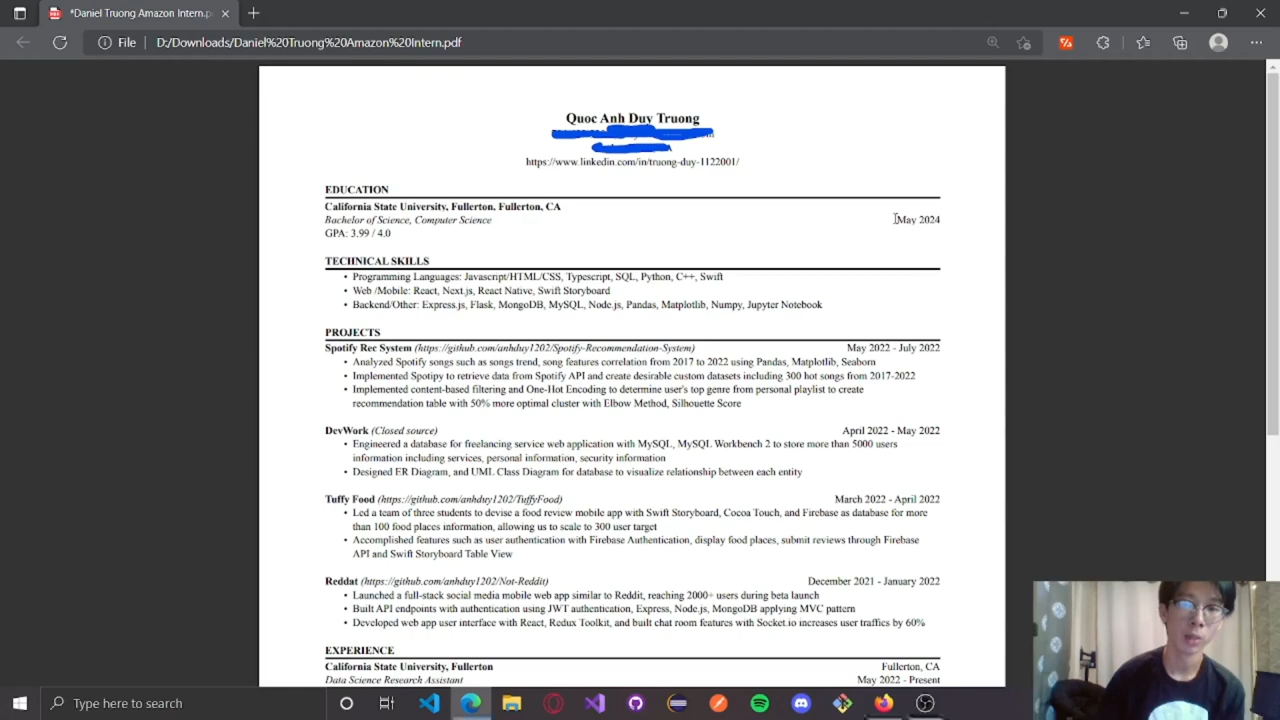 *Daniel Truong Amazon Intern.p
File
D:/Downloads/Daniel%20Truong%20Amazon%20Intern.pdf
Quoc Anh Duy Truong
https://www.linkedin.com/in/truong-duy-1122001/
EDUCATION
California State University, Fullerton, Fullerton, CA
Bachelor of Science, Computer Science May 2024
GPA: 3.99 / 4.0
TECHNICAL SKILLS
• Programming Languages: Javascript/HTML/CSS, Typescript, SQL, Python, C++, Swift
• Web /Mobile: React, Next.js, React Native, Swift Storyboard
• Backend/Other: Express.js, Flask, MongoDB, MySQL, Node.js, Pandas, Matplotlib, Numpy, Jupyter Notebook
PROJECTS
Spotify Rec System (https://github.com/anhduy1202/Spotify-Recommendation-System) May 2022 - July 2022
• Analyzed Spotify songs such as songs trend, song features correlation from 2017 to 2022 using Pandas, Matplotlib, Seaborn
• Implemented Spotipy to retrieve data from Spotify API and create desirable custom datasets including 300 hot songs from 2017-2022
• Implemented content-based filtering and One-Hot Encoding to determine user's top genre from personal playlist to create
recommendation table with 50% more optimal cluster with Elbow Method, Silhouette Score
DevWork (Closed source) April 2022 - May 2022
• Engineered a database for freelancing service web application with MySQL, MySQL Workbench 2 to store more than 5000 users
information including services, personal information, security information
• Designed ER Diagram, and UML Class Diagram for database to visualize relationship between each entity
Tuffy Food (https://github.com/anhduy1202/TuffyFood) March 2022 - April 2022
• Led a team of three students to devise a food review mobile app with Swift Storyboard, Cocoa Touch, and Firebase as database for more
than 100 food places information, allowing us to scale to 300 user target
• Accomplished features such as user authentication with Firebase Authentication, display food places, submit reviews through Firebase
API and Swift Storyboard Table View
Reddat (https://github.com/anhduy1202/Not-Reddit) December 2021 - January 2022
• Launched a full-stack social media mobile web app similar to Reddit, reaching 2000+ users during beta launch
• Built API endpoints with authentication using JWT authentication, Express, Node.js, MongoDB applying MVC pattern
• Developed web app user interface with React, Redux Toolkit, and built chat room features with Socket.io increases user traffics by 60%
EXPERIENCE
California State University, Fullerton Fullerton, CA
Data Science Research Assistant May 2022 - Present
Type here to search